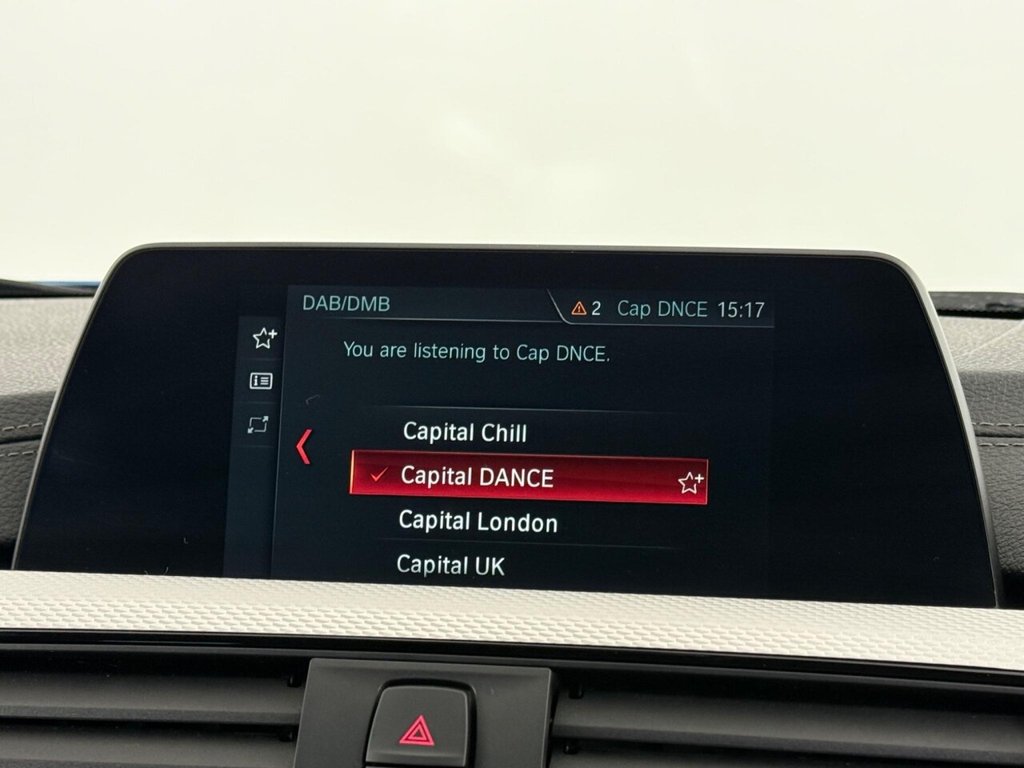 DAB/DMB
2 Cap DNCE 15:17
You are listening to Cap DNCE.
Capital Chill
Capital DANCE
Capital London
Capital UK